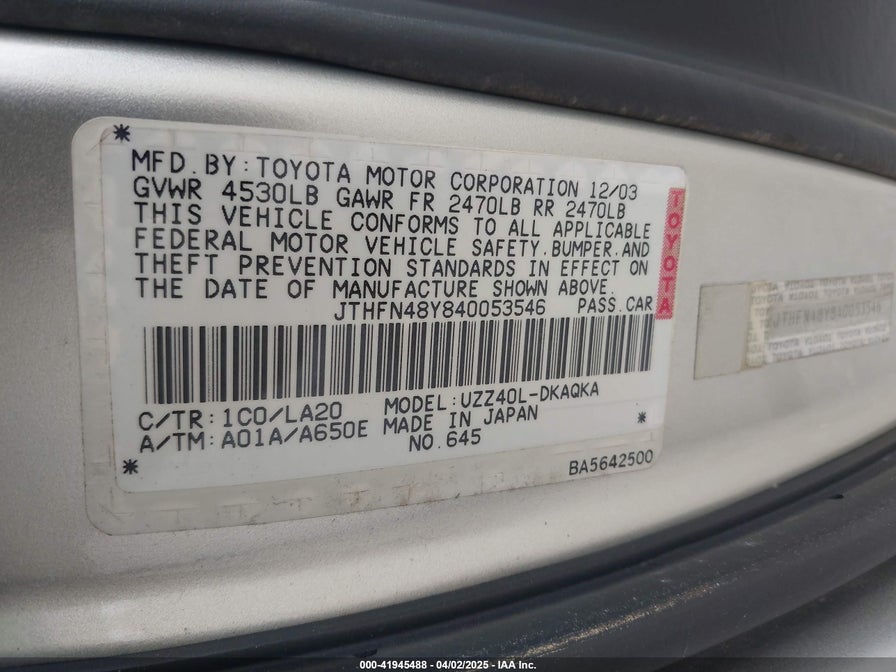 MFD.BY:TOYOTA MOTOR CORPORATION 12/03
GVWR 4530LB GAWR FR 2470LB RR 2470LB
THIS VEHICLE CONFORMS TO ALL APPLICABLE
FEDERAL MOTOR VEHICLE SAFETY.BUMPER.AND
THEFT PREVENTION STANDARDS IN EFFECT ON
THE DATE OF MANUFACTURE SHOWN ABOVE.
JTHFN48Y840053546 PASS.CAR
TOYOTA
C/TR:1C0/LA20 MODEL:UZZ40L-DKAQKA
A/TM:A01A/A650E MADE IN JAPAN
NO.645
BA5642500
JTHFN48Y840053546
000-41945488 - 04/02/2025 - IAA Inc.